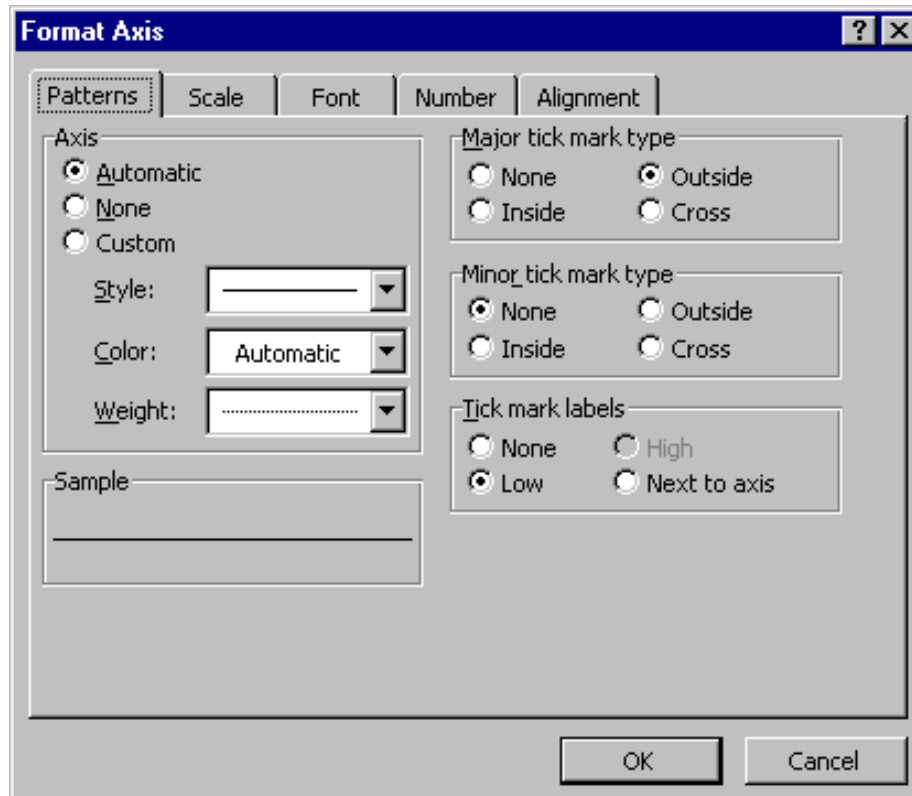 Format Axis
Patterns Scale Font Number Alignment
Axis
Automatic
None
Custom
Style:
Color: Automatic
Weight:
Sample
Major tick mark type
None Outside
Inside Cross
Minor tick mark type
None Outside
Inside Cross
Tick mark labels
None High
Low Next to axis
OK Cancel